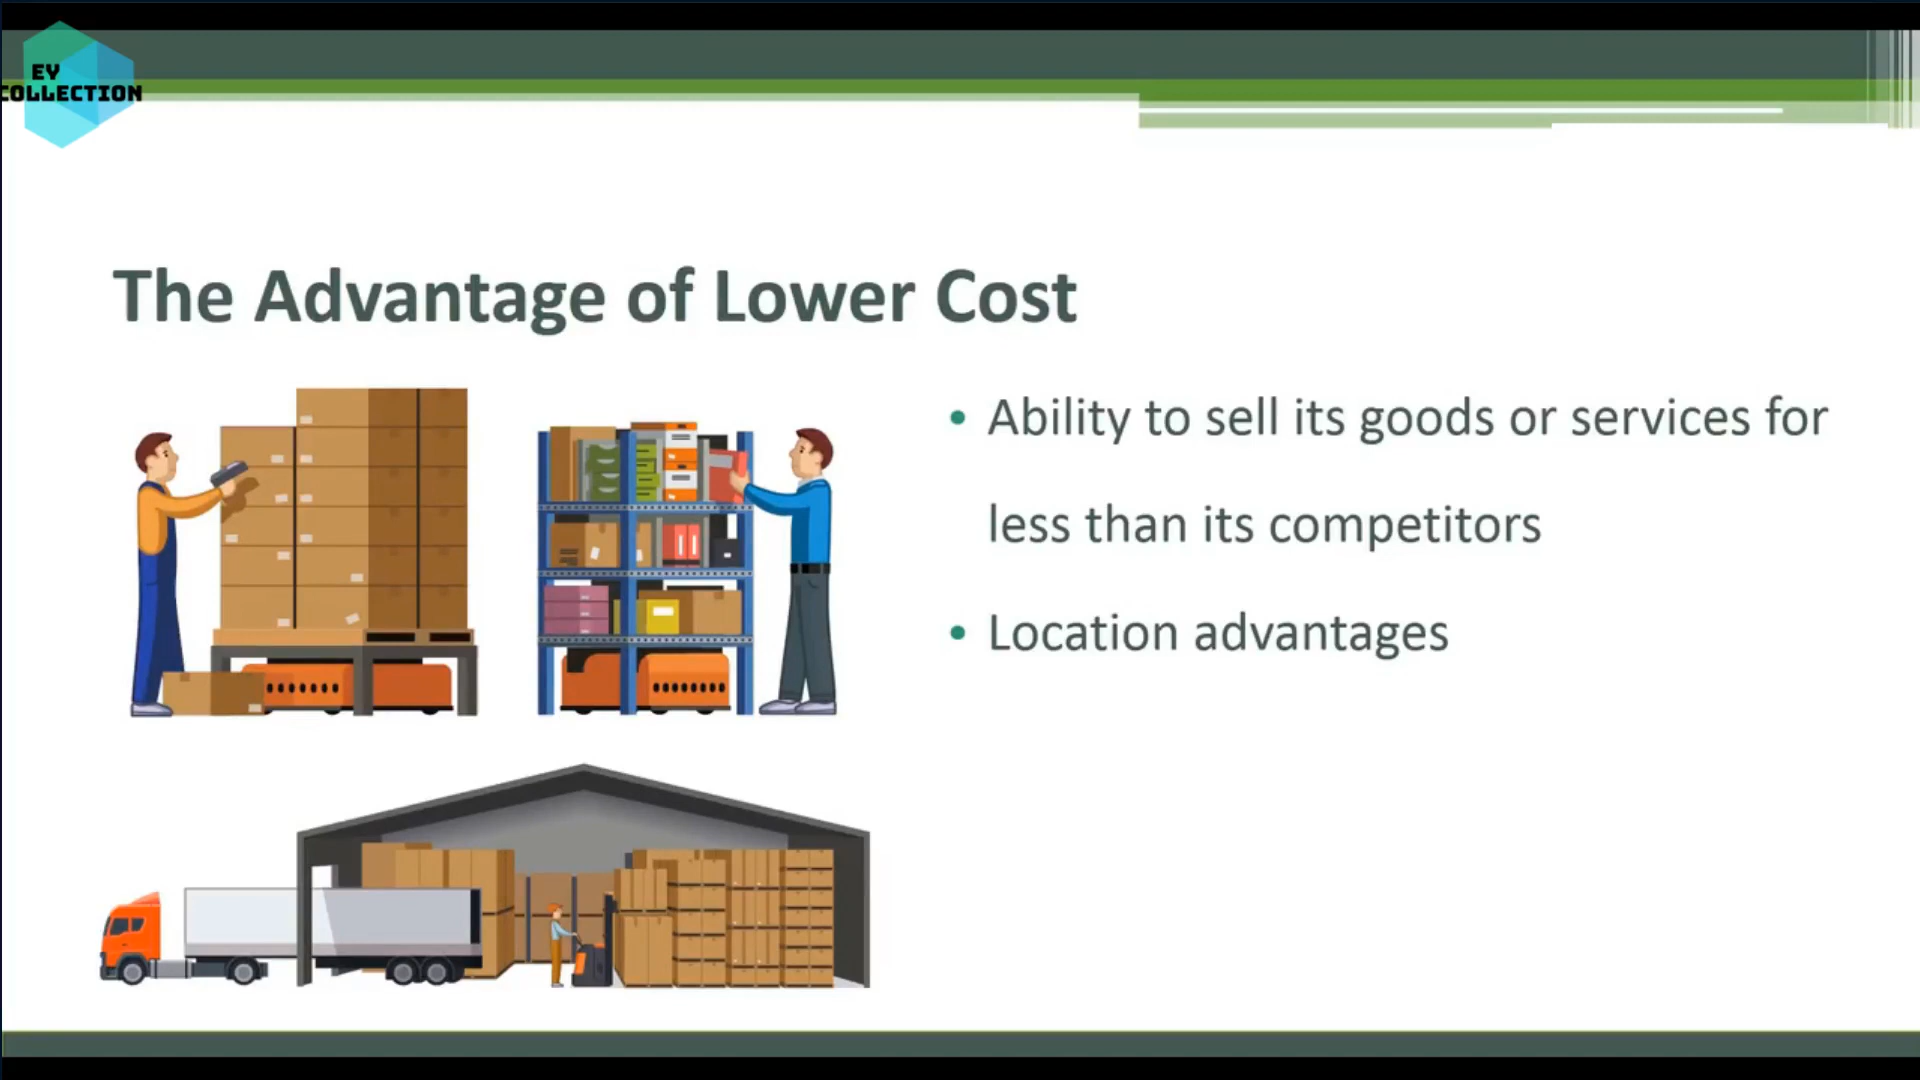 EY
COLLECTION
The Advantage of Lower Cost
• Ability to sell its goods or services for
less than its competitors
• Location advantages